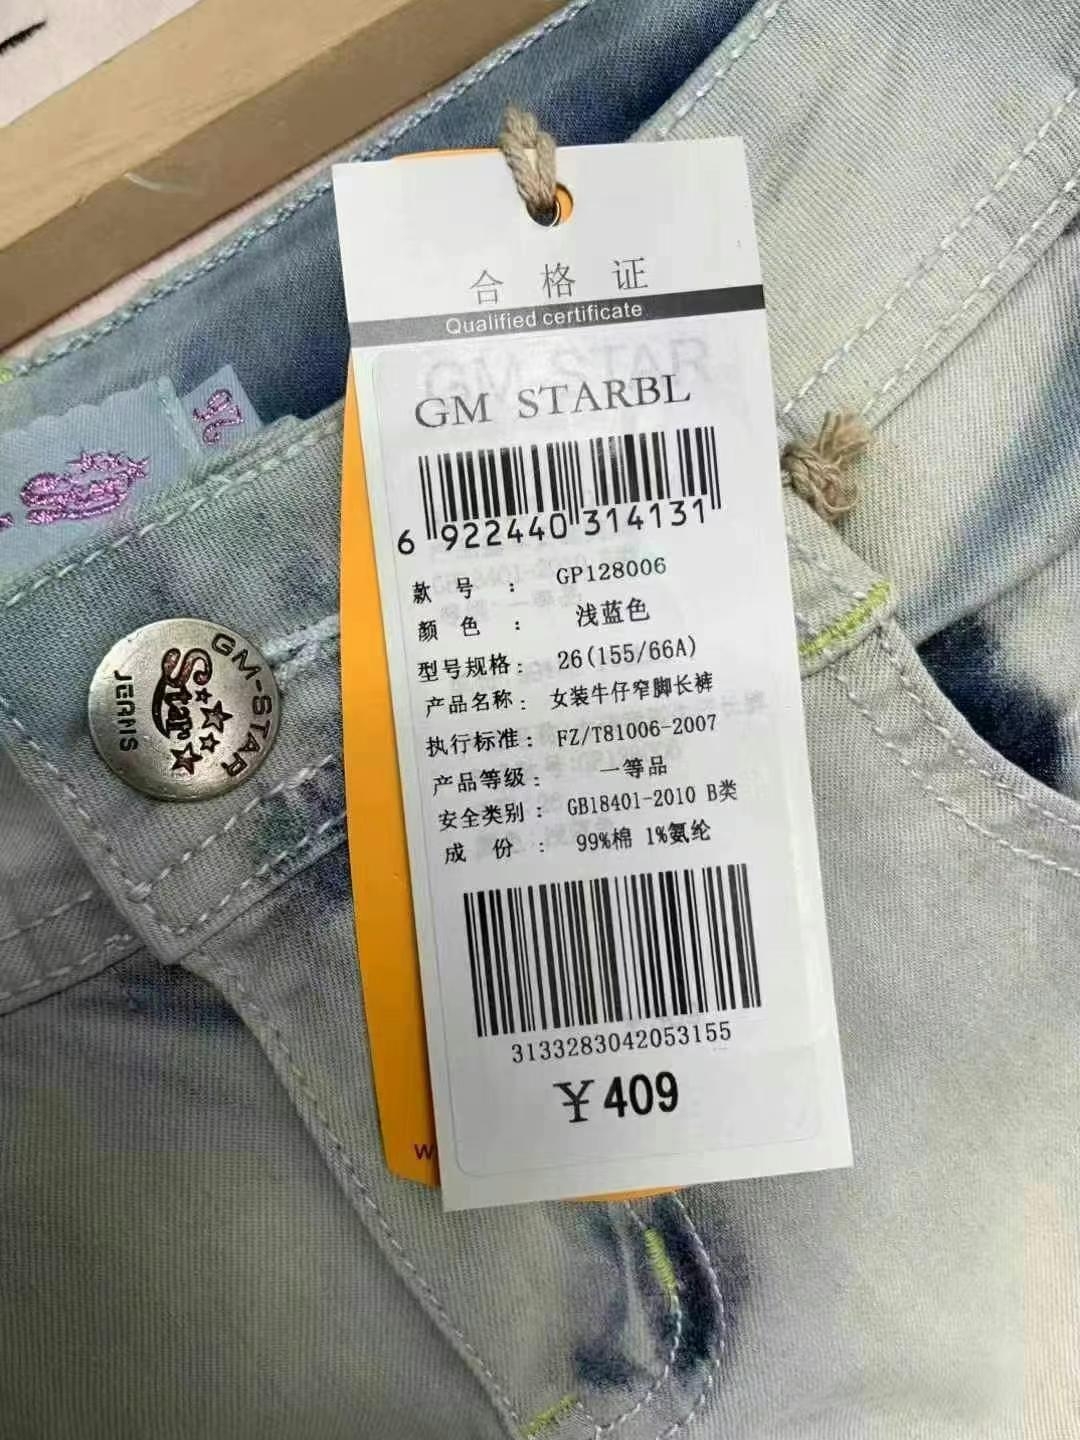 合格证
Qualified certificate
GM STAR
GM STARBL
6 922440 314131
款号: GP128006
颜色: 浅蓝色
型号规格: 26(155/66A)
产品名称: 女装牛仔窄脚长裤
执行标准: FZ/T81006-2007
产品等级: 一等品
安全类别: GB18401-2010 B类
成份: 99%棉 1%氨纶
3133283042053155
¥409
26
GM-STAR
Star
JEANS
W